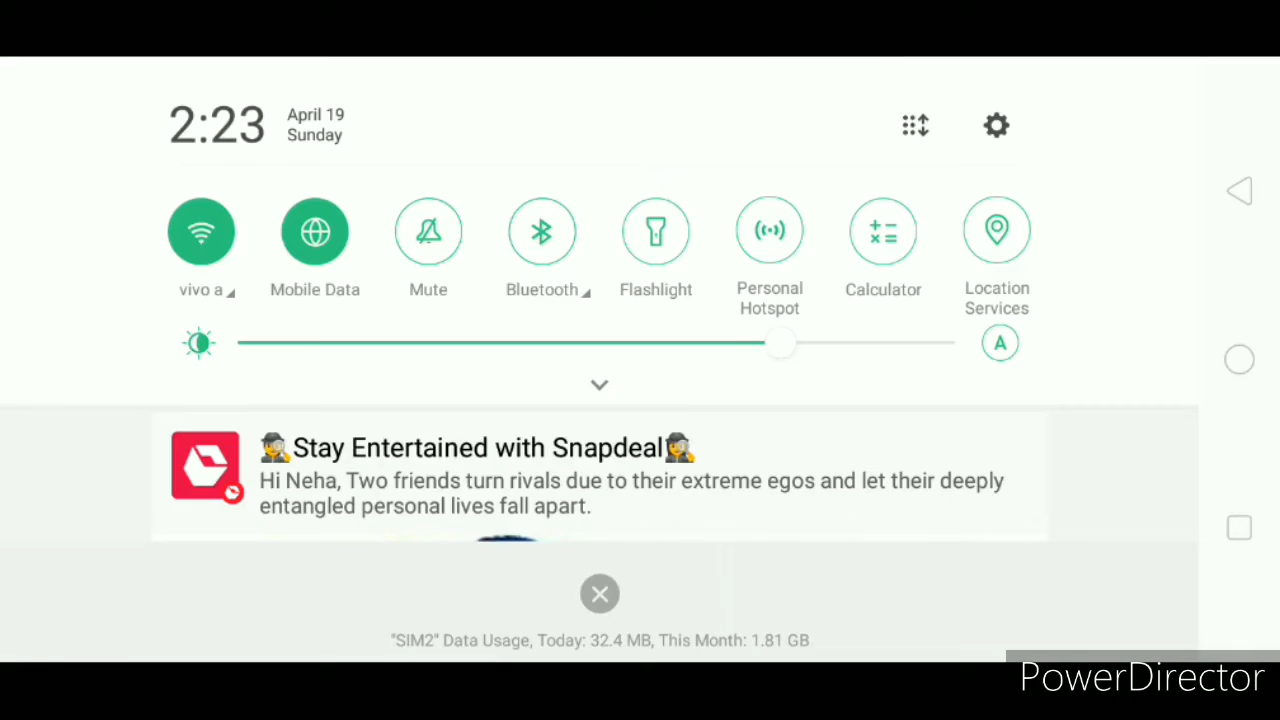 2:23
April 19
Sunday
vivo a
Mobile Data
Mute
Bluetooth
Flashlight
Personal
Hotspot
Calculator
Location
Services
A
🕵️‍♀️Stay Entertained with Snapdeal🕵️‍♀️
Hi Neha, Two friends turn rivals due to their extreme egos and let their deeply
entangled personal lives fall apart.
"SIM2" Data Usage, Today: 32.4 MB, This Month: 1.81 GB
PowerDirector